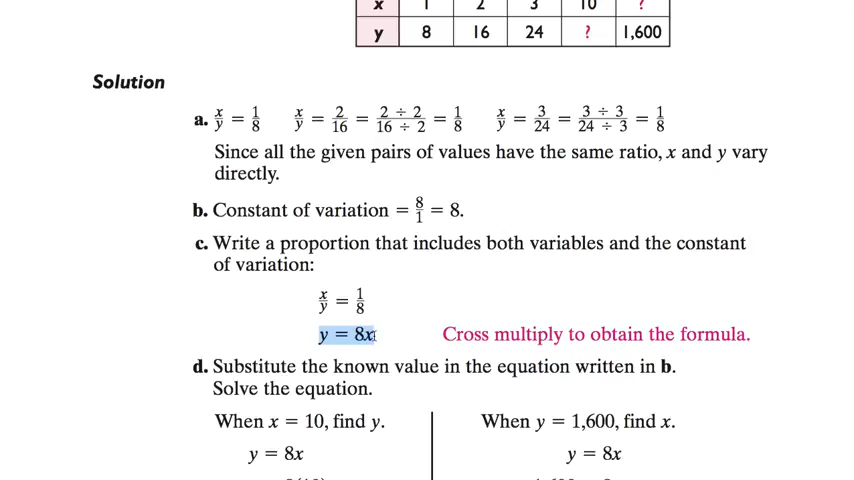 x 1 2 3 10 ?
y 8 16 24 ? 1,600
Solution
a. x/y = 1/8 x/y = 2/16 = 2 ÷ 2/16 ÷ 2 = 1/8 x/y = 3/24 = 3 ÷ 3/24 ÷ 3 = 1/8
Since all the given pairs of values have the same ratio, x and y vary
directly.
b. Constant of variation = 8/1 = 8.
c. Write a proportion that includes both variables and the constant
of variation:
x/y = 1/8
y = 8x Cross multiply to obtain the formula.
d. Substitute the known value in the equation written in b.
Solve the equation.
When x = 10, find y. When y = 1,600, find x.
y = 8x y = 8x